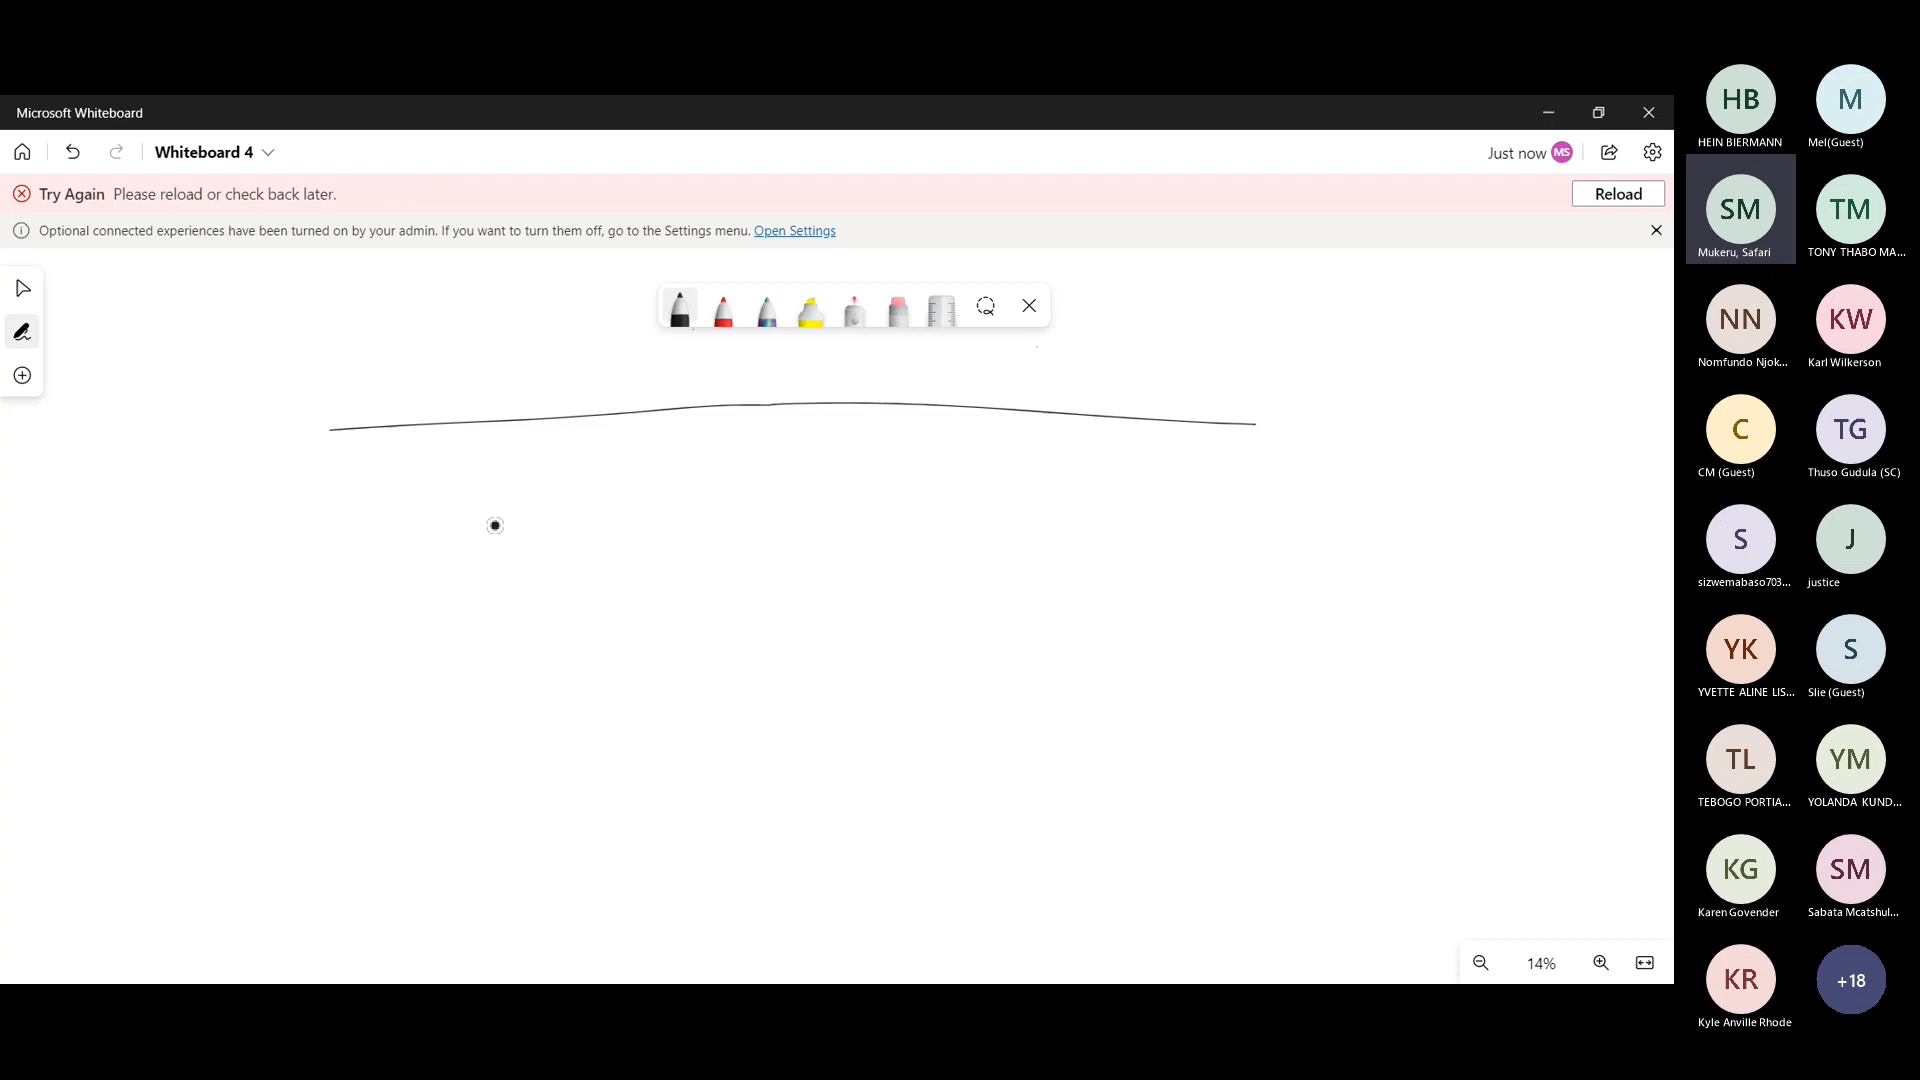 Microsoft Whiteboard
Whiteboard 4
Just now MS
Try Again Please reload or check back later.
Reload
Optional connected experiences have been turned on by your admin. If you want to turn them off, go to the Settings menu. Open Settings
14%
HB M
HEIN BIERMANN Mel(Guest)
SM TM
Mukeru, Safari TONY THABO MA...
NN KW
Nomfundo Njok... Karl Wilkerson
C TG
CM (Guest) Thuso Gudula (SC)
S J
sizwemabaso703... justice
YK S
YVETTE ALINE LIS... Slie (Guest)
TL YM
TEBOGO PORTIA... YOLANDA KUND...
KG SM
Karen Govender Sabata Mcatshul...
KR +18
Kyle Anville Rhode